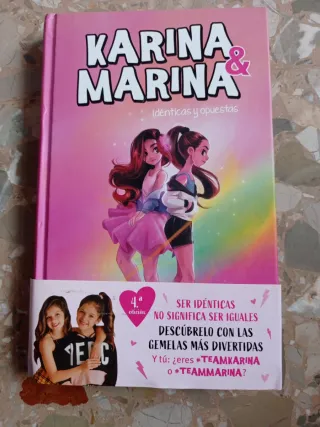 KARINA
&
MARINA
Idénticas y opuestas
4.ª
edición
SER IDÉNTICAS
NO SIGNIFICA SER IGUALES
DESCÚBRELO CON LAS
GEMELAS MÁS DIVERTIDAS
Y tú: ¿eres #TEAMKARINA
o #TEAMMARINA?